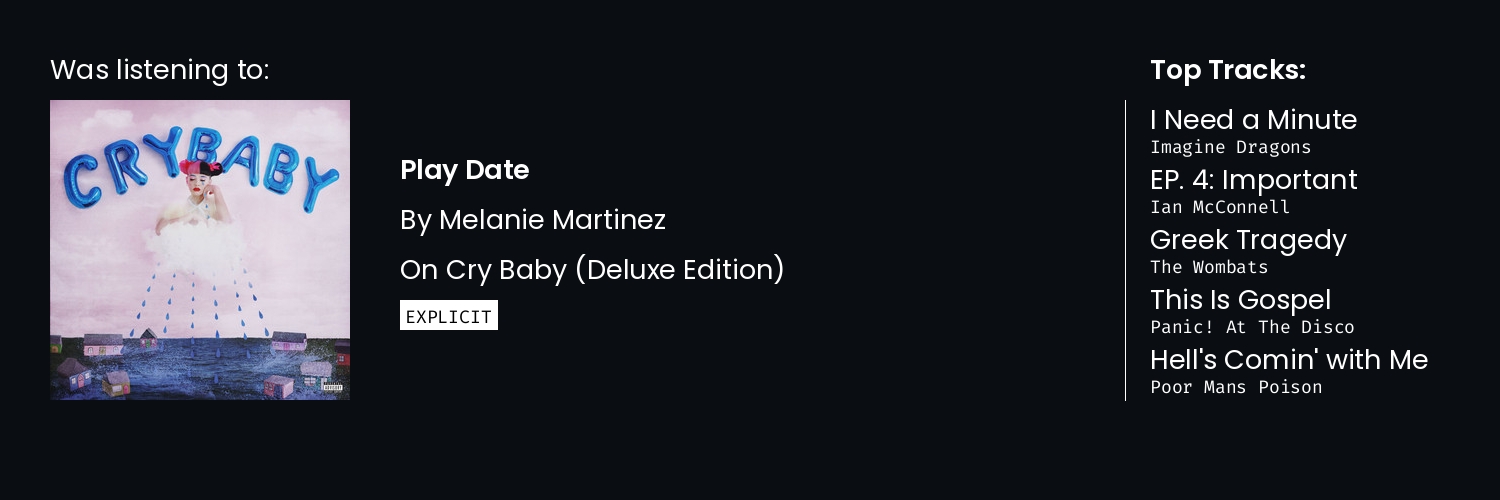 Was listening to:
CRYBABY
Play Date
By Melanie Martinez
On Cry Baby (Deluxe Edition)
EXPLICIT
Top Tracks:
I Need a Minute
Imagine Dragons
EP. 4: Important
Ian McConnell
Greek Tragedy
The Wombats
This Is Gospel
Panic! At The Disco
Hell's Comin' with Me
Poor Mans Poison